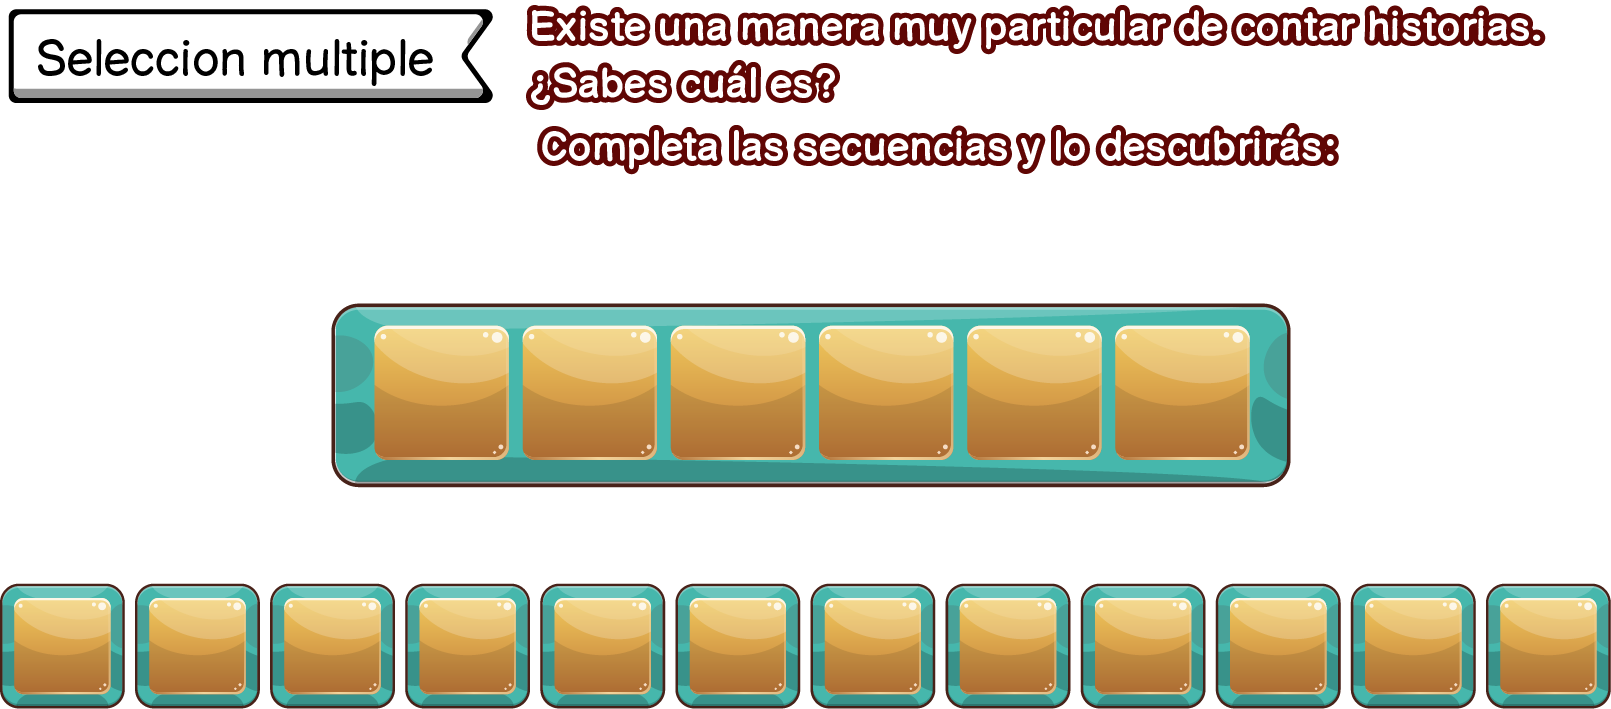 Seleccion multiple
Existe una manera muy particular de contar historias.
¿Sabes cuál es?
Completa las secuencias y lo descubrirás: